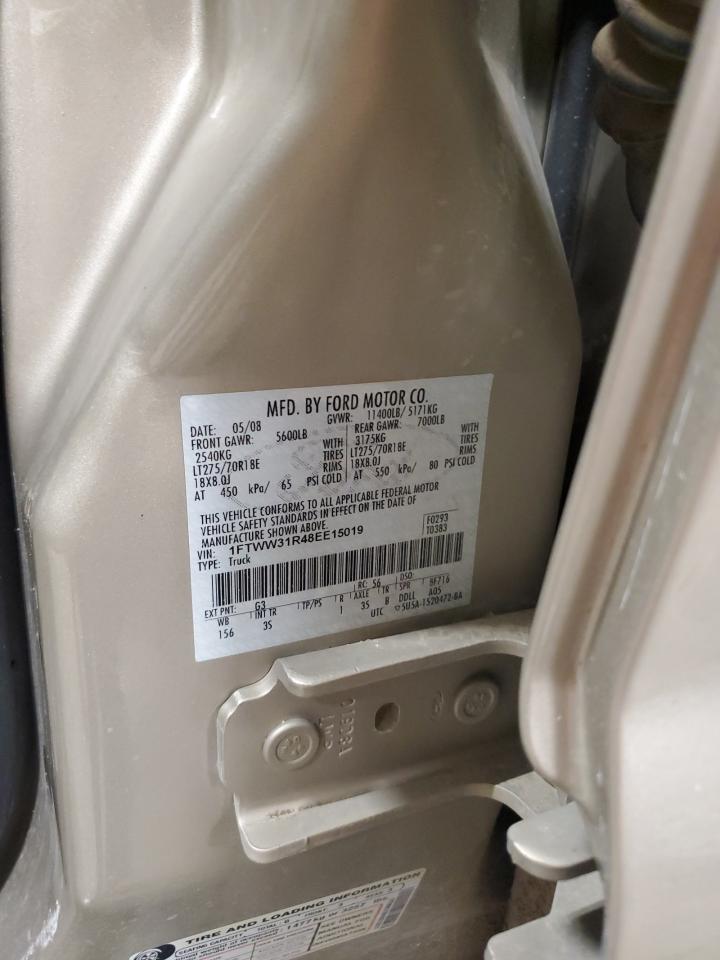 MFD. BY FORD MOTOR CO.
DATE: 05/08 GVWR: 11400LB/ 5171KG
FRONT GAWR: 5600LB REAR GAWR: 7000LB
2540KG WITH 3175KG WITH
LT275/70R18E TIRES LT275/70R18E TIRES
18X8.0J RIMS 18X8.0J RIMS
AT 450 kPa/ 65 PSI COLD AT 550 kPa/ 80 PSI COLD
THIS VEHICLE CONFORMS TO ALL APPLICABLE FEDERAL MOTOR
VEHICLE SAFETY STANDARDS IN EFFECT ON THE DATE OF
MANUFACTURE SHOWN ABOVE.
VIN: 1FTWW31R48EE15019 F0293
TYPE: Truck T0383
EXT PNT: G3 RC: 56 DSO: BF716
WB INT TR TP/PS R AXLE TR SPR A05
156 3S 1 35 B DDLL
UTC 5U5A-1520472-BA
TIRE AND LOADING INFORMATION
SEATING CAPACITY TOTAL 6